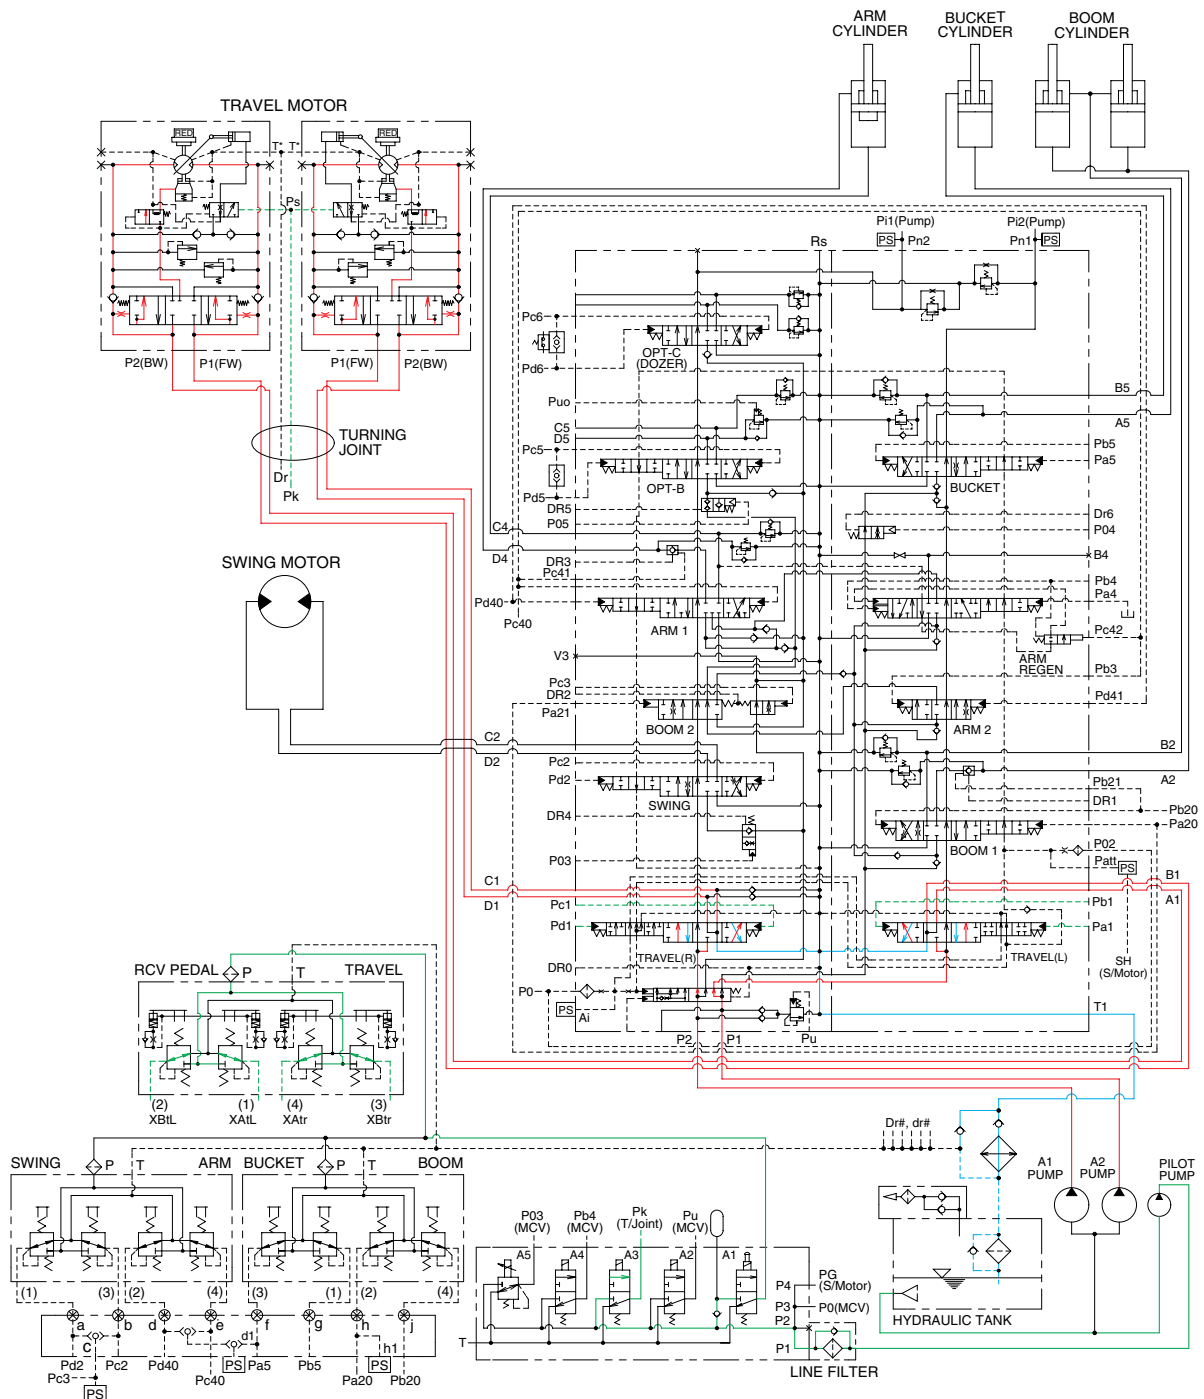 ARM
CYLINDER
BUCKET
CYLINDER
BOOM
CYLINDER
TRAVEL MOTOR
RED
RED
T* T*
Ps
P2(BW)
P1(FW)
P1(FW)
P2(BW)
TURNING
JOINT
Dr
Pk
SWING MOTOR
Pi1(Pump)
Pi2(Pump)
PS
Pn2
Pn1
PS
Rs
Pc6
OPT-C
(DOZER)
Pd6
Puo
C5
D5
Pc5
OPT-B
Pd5
DR5
P05
B5
A5
Pb5
Pa5
BUCKET
Dr6
P04
C4
D4
DR3
Pc41
B4
Pb4
Pa4
Pd40
Pc40
ARM 1
Pc42
ARM
REGEN
V3
Pc3
DR2
Pa21
BOOM 2
Pb3
Pd41
ARM 2
C2
D2
Pc2
Pd2
SWING
B2
A2
Pb21
DR1
Pb20
Pa20
DR4
P03
BOOM 1
P02
Patt
PS
C1
D1
Pc1
Pd1
TRAVEL(R)
B1
A1
Pb1
Pa1
TRAVEL(L)
SH
(S/Motor)
DR0
P0
PS
Ai
P2
P1
Pu
T1
RCV PEDAL
P
T
TRAVEL
(2)
XBtL
(1)
XAtL
(4)
XAtr
(3)
XBtr
SWING
P
T
ARM
BUCKET
P
T
BOOM
(1)
(3)
(2)
(4)
(3)
(1)
(2)
(4)
a
b
d
e
f
g
h
j
c
d1
h1
Pd2
Pc2
Pd40
PS
Pa5
Pb5
PS
Pc3
PS
Pc40
Pa20
Pb20
Dr#, dr#
A1
PUMP
A2
PUMP
PILOT
PUMP
HYDRAULIC TANK
P03
(MCV)
Pb4
(MCV)
Pk
(T/Joint)
Pu
(MCV)
A5
A4
A3
A2
A1
P4
PG
(S/Motor)
P3
P0(MCV)
P2
P1
T
LINE FILTER